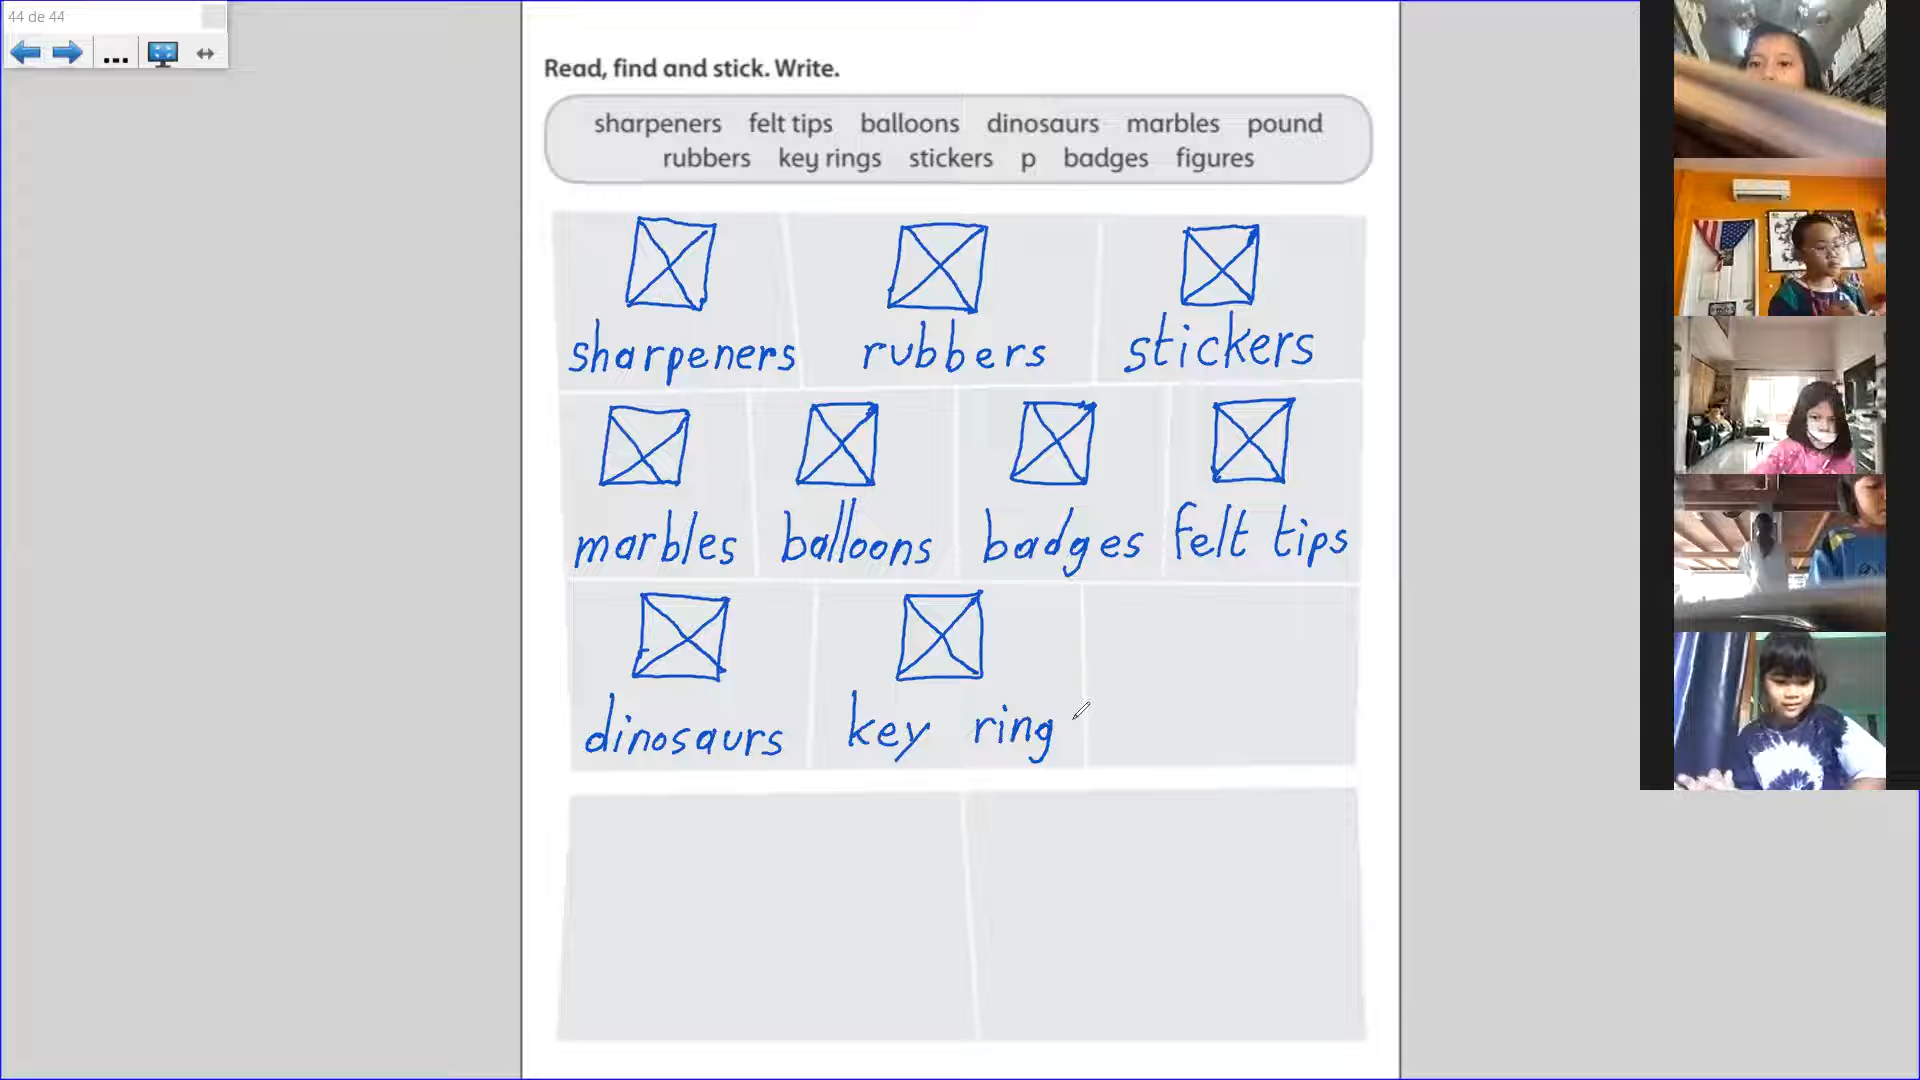 44 de 44
...
Read, find and stick. Write.
sharpeners felt tips balloons dinosaurs marbles pound
rubbers key rings stickers p badges figures
sharpeners rubbers stickers
marbles balloons badges felt tips
dinosaurs key ring